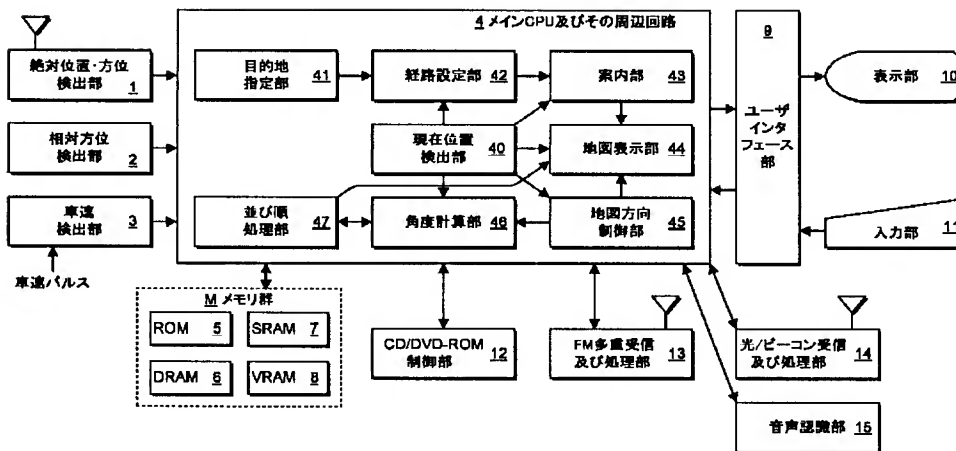 4 メインCPU及びその周辺回路
絶対位置・方位
検出部 1
相対方位
検出部 2
車速
検出部 3
車速パルス
目的地
指定部 41
経路設定部 42
案内部 43
現在位置
検出部 40
地図表示部 44
並び順
処理部 47
角度計算部 46
地図方向
制御部 45
9
ユーザ
インタ
フェース
部
表示部 10
入力部 11
M メモリ群
ROM 5
SRAM 7
DRAM 6
VRAM 8
CD/DVD-ROM
制御部 12
FM多重受信
及び処理部 13
光/ビーコン受信
及び処理部 14
音声認識部 15